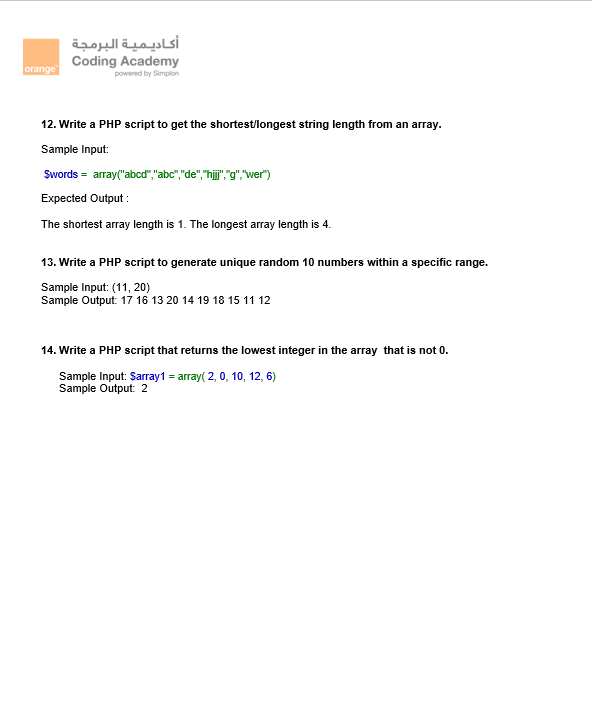 أكاديمية البرمجة
Coding Academy
powered by Simplon
orange™
12. Write a PHP script to get the shortest/longest string length from an array.
Sample Input:
$words = array("abcd","abc","de","hjjj","g","wer")
Expected Output :
The shortest array length is 1. The longest array length is 4.
13. Write a PHP script to generate unique random 10 numbers within a specific range.
Sample Input: (11, 20)
Sample Output: 17 16 13 20 14 19 18 15 11 12
14. Write a PHP script that returns the lowest integer in the array that is not 0.
Sample Input: $array1 = array( 2, 0, 10, 12, 6)
Sample Output: 2